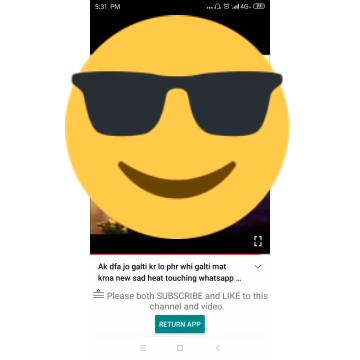 5:31 PM
4G+
Ak dfa jo galti kr lo phr whi galti mat
krna new sad heat touching whatsapp ...
Please both SUBSCRIBE and LIKE to this
channel and video.
RETURN APP